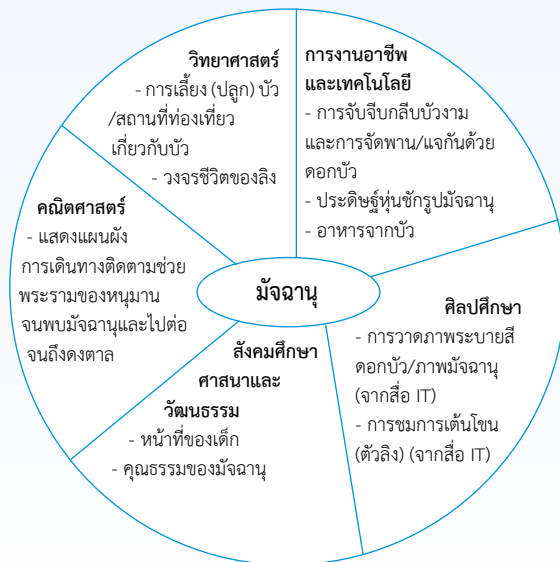 วิทยาศาสตร์
- การเลี้ยง (ปลูก) บัว
/สถานที่ท่องเที่ยว
เกี่ยวกับบัว
- วงจรชีวิตของลิง
การงานอาชีพ
และเทคโนโลยี
- การจับจีบกลีบบัวงาม
และการจัดพาน/แจกันด้วย
ดอกบัว
- ประดิษฐ์หุ่นชักรูปมัจฉานุ
- อาหารจากบัว
คณิตศาสตร์
- แสดงแผนผัง
การเดินทางติดตามช่วย
พระรามของหนุมาน
จนพบมัจฉานุและไปต่อ
จนถึงดงตาล
มัจฉานุ
ศิลปศึกษา
- การวาดภาพระบายสี
ดอกบัว/ภาพมัจฉานุ
(จากสื่อ IT)
- การชมการเต้นโขน
(ตัวลิง) (จากสื่อ IT)
สังคมศึกษา
ศาสนาและ
วัฒนธรรม
- หน้าที่ของเด็ก
- คุณธรรมของมัจฉานุ